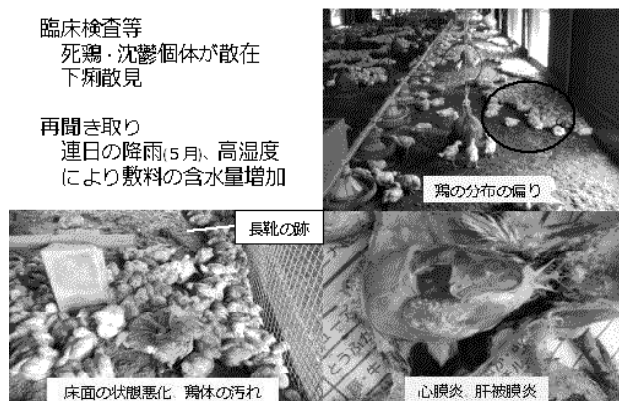 臨床検査等
死鶏・沈鬱個体が散在
下痢散見
再聞き取り
連日の降雨(5月)、高湿度
により敷料の含水量増加
鶏の分布の偏り
長靴の跡
床面の状態悪化、鶏体の汚れ
心膜炎、肝被膜炎